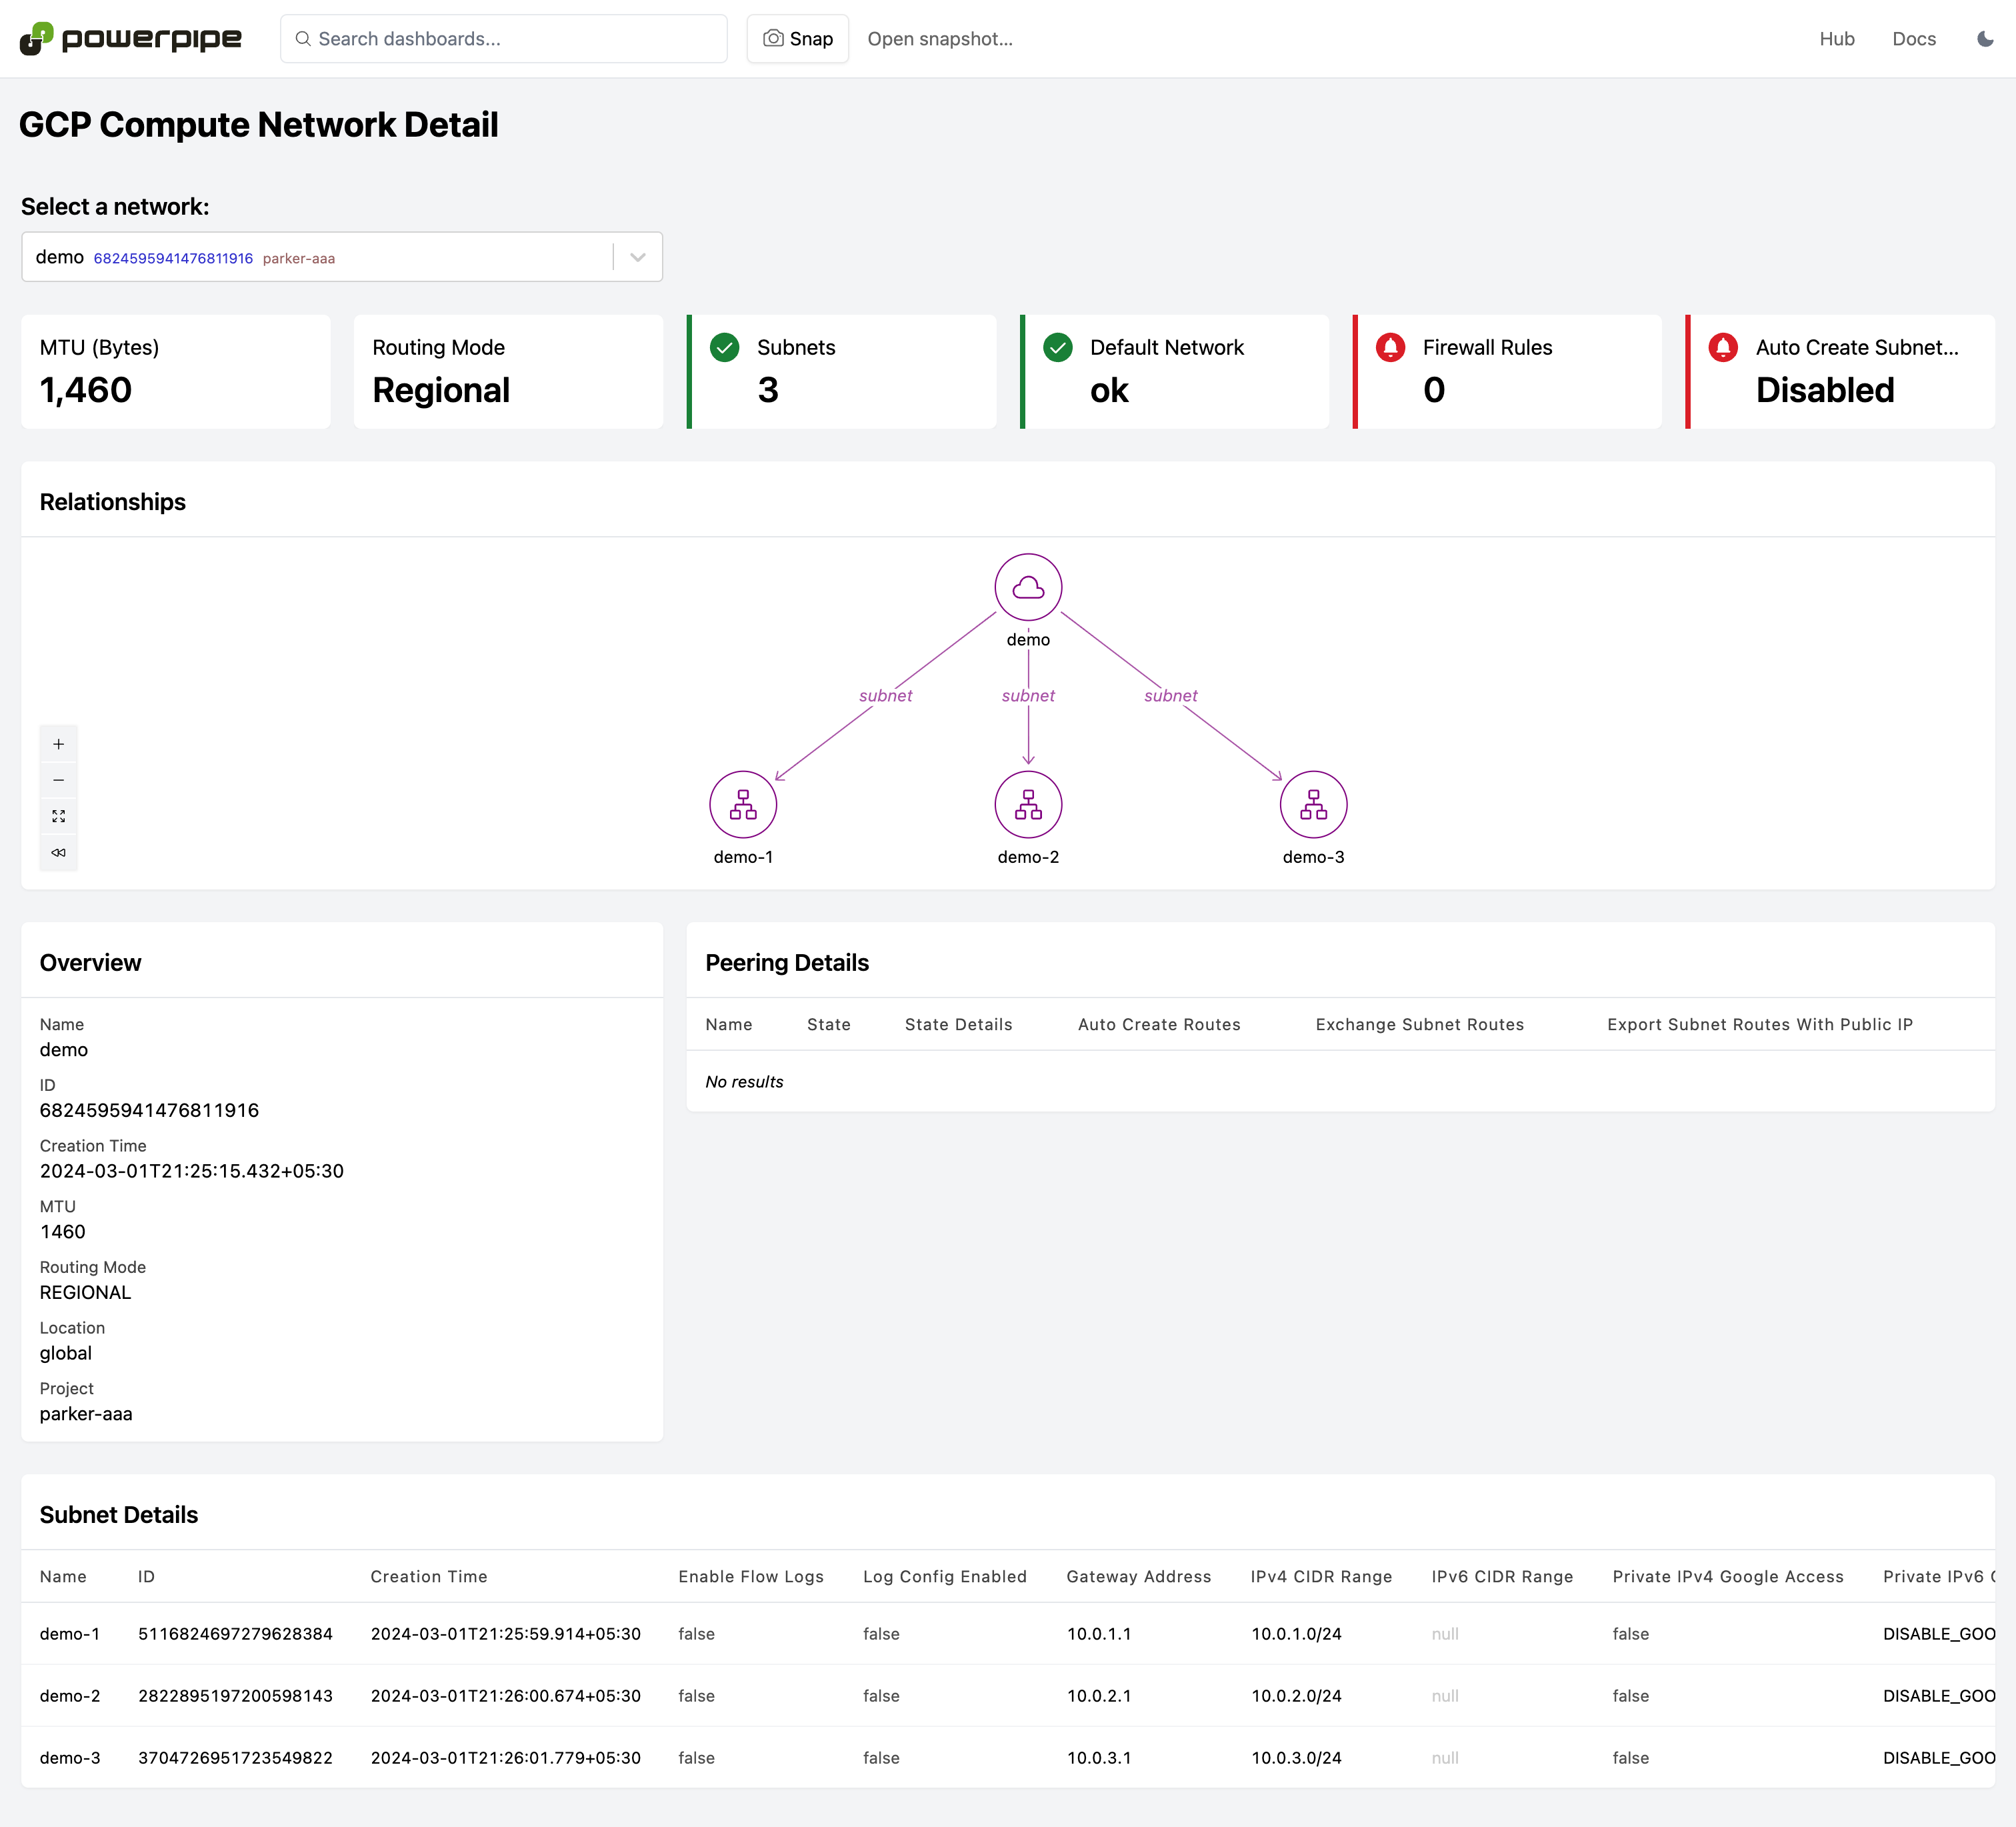 powerpipe
Search dashboards...
Snap
Open snapshot...
Hub
Docs
GCP Compute Network Detail
Select a network:
demo 6824595941476811916 parker-aaa
MTU (Bytes)
1,460
Routing Mode
Regional
Subnets
3
Default Network
ok
Firewall Rules
0
Auto Create Subnet...
Disabled
Relationships
demo
subnet subnet subnet
demo-1 demo-2 demo-3
Overview
Name
demo
ID
6824595941476811916
Creation Time
2024-03-01T21:25:15.432+05:30
MTU
1460
Routing Mode
REGIONAL
Location
global
Project
parker-aaa
Peering Details
Name State State Details Auto Create Routes Exchange Subnet Routes Export Subnet Routes With Public IP
No results
Subnet Details
Name ID Creation Time Enable Flow Logs Log Config Enabled Gateway Address IPv4 CIDR Range IPv6 CIDR Range Private IPv4 Google Access Private IPv6
demo-1 5116824697279628384 2024-03-01T21:25:59.914+05:30 false false 10.0.1.1 10.0.1.0/24 null false DISABLE_GOO
demo-2 2822895197200598143 2024-03-01T21:26:00.674+05:30 false false 10.0.2.1 10.0.2.0/24 null false DISABLE_GOO
demo-3 3704726951723549822 2024-03-01T21:26:01.779+05:30 false false 10.0.3.1 10.0.3.0/24 null false DISABLE_GOO